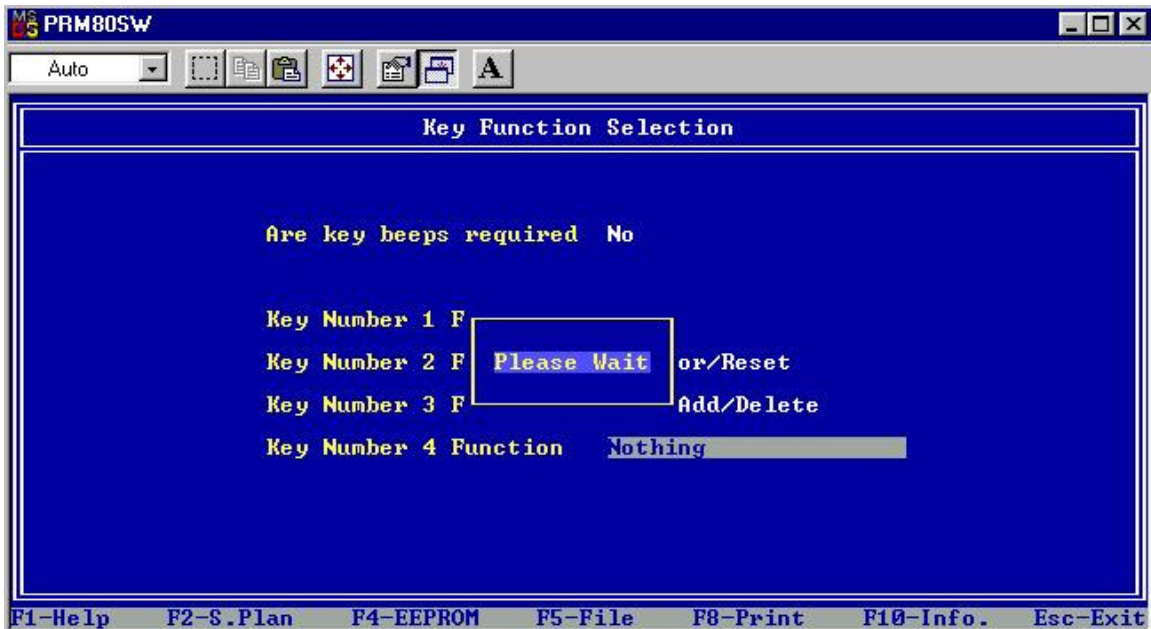 PRM80SW
Auto
A
Key Function Selection
Are key beeps required No
Key Number 1 F
Key Number 2 F Please Wait or/Reset
Key Number 3 F Add/Delete
Key Number 4 Function Nothing
F1-Help F2-S.Plan F4-EEPROM F5-File F8-Print F10-Info. Esc-Exit